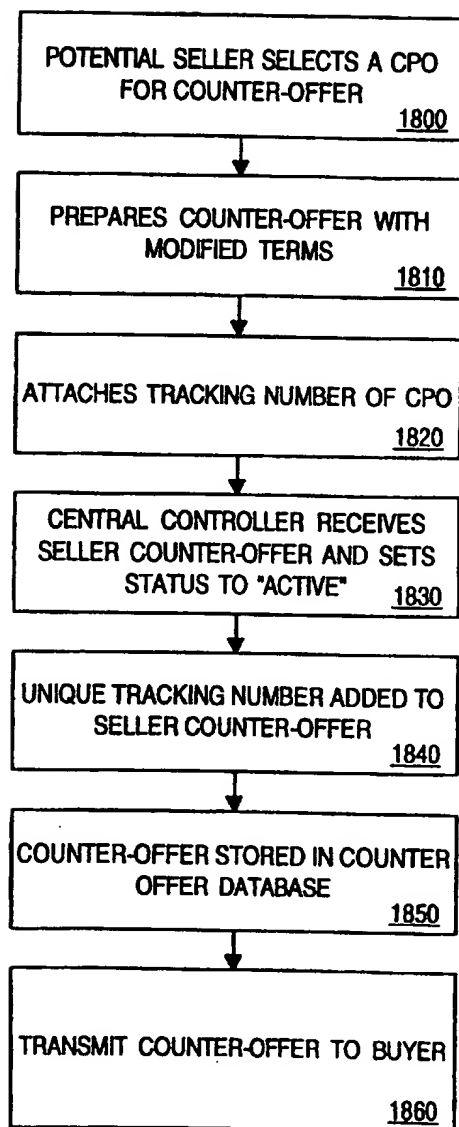 POTENTIAL SELLER SELECTS A CPO
FOR COUNTER-OFFER
1800
PREPARES COUNTER-OFFER WITH
MODIFIED TERMS
1810
ATTACHES TRACKING NUMBER OF CPO
1820
CENTRAL CONTROLLER RECEIVES
SELLER COUNTER-OFFER AND SETS
STATUS TO "ACTIVE"
1830
UNIQUE TRACKING NUMBER ADDED TO
SELLER COUNTER-OFFER
1840
COUNTER-OFFER STORED IN COUNTER
OFFER DATABASE
1850
TRANSMIT COUNTER-OFFER TO BUYER
1860